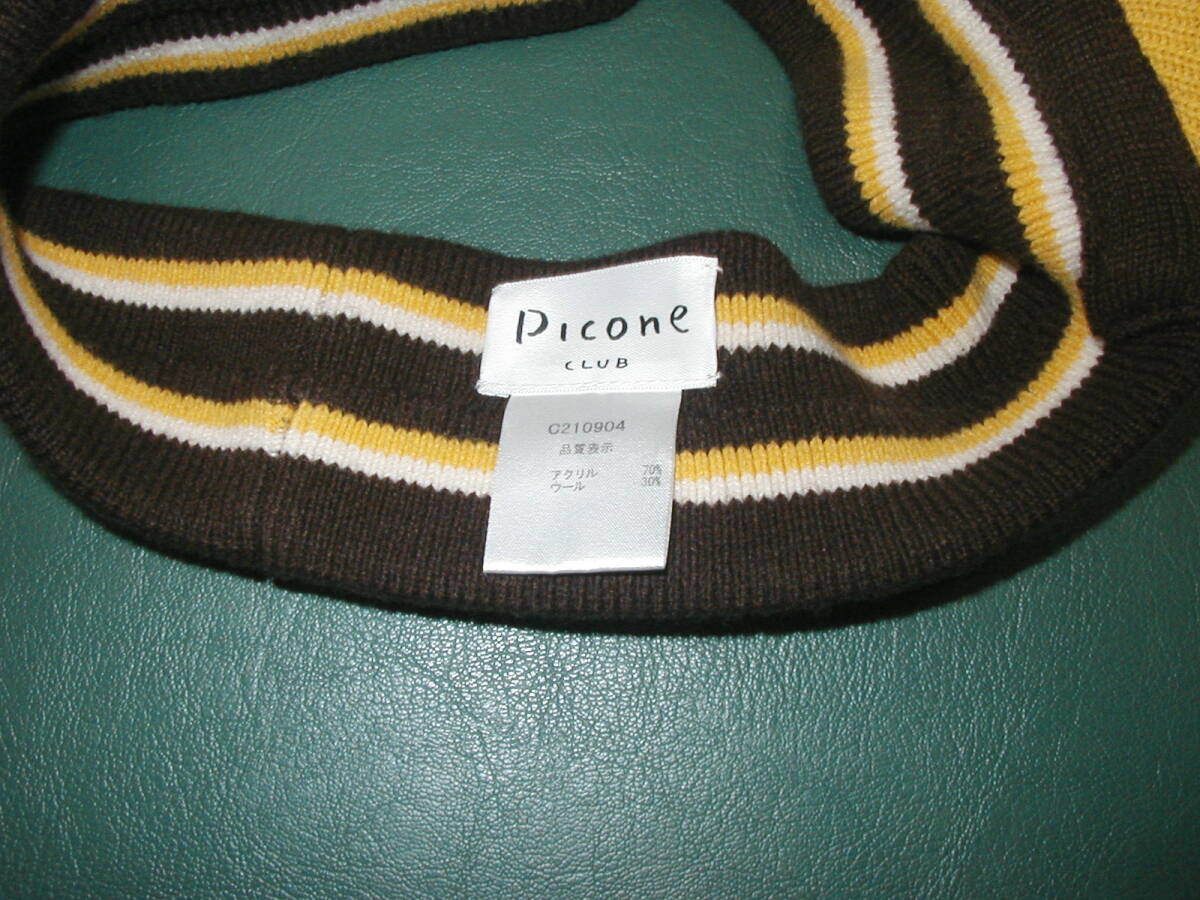 Picone
CLUB
C210904
品質表示
アクリル 70%
ウール 30%